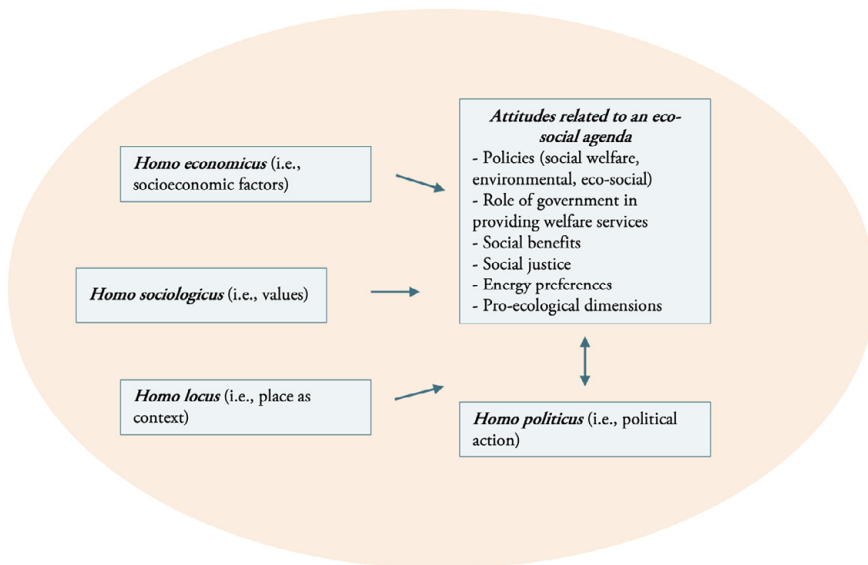 Homo economicus (i.e.,
socioeconomic factors)
Homo sociologicus (i.e., values)
Homo locus (i.e., place as
context)
Attitudes related to an eco-
social agenda
- Policies (social welfare,
environmental, eco-social)
- Role of government in
providing welfare services
- Social benefits
- Social justice
- Energy preferences
- Pro-ecological dimensions
Homo politicus (i.e., political
action)